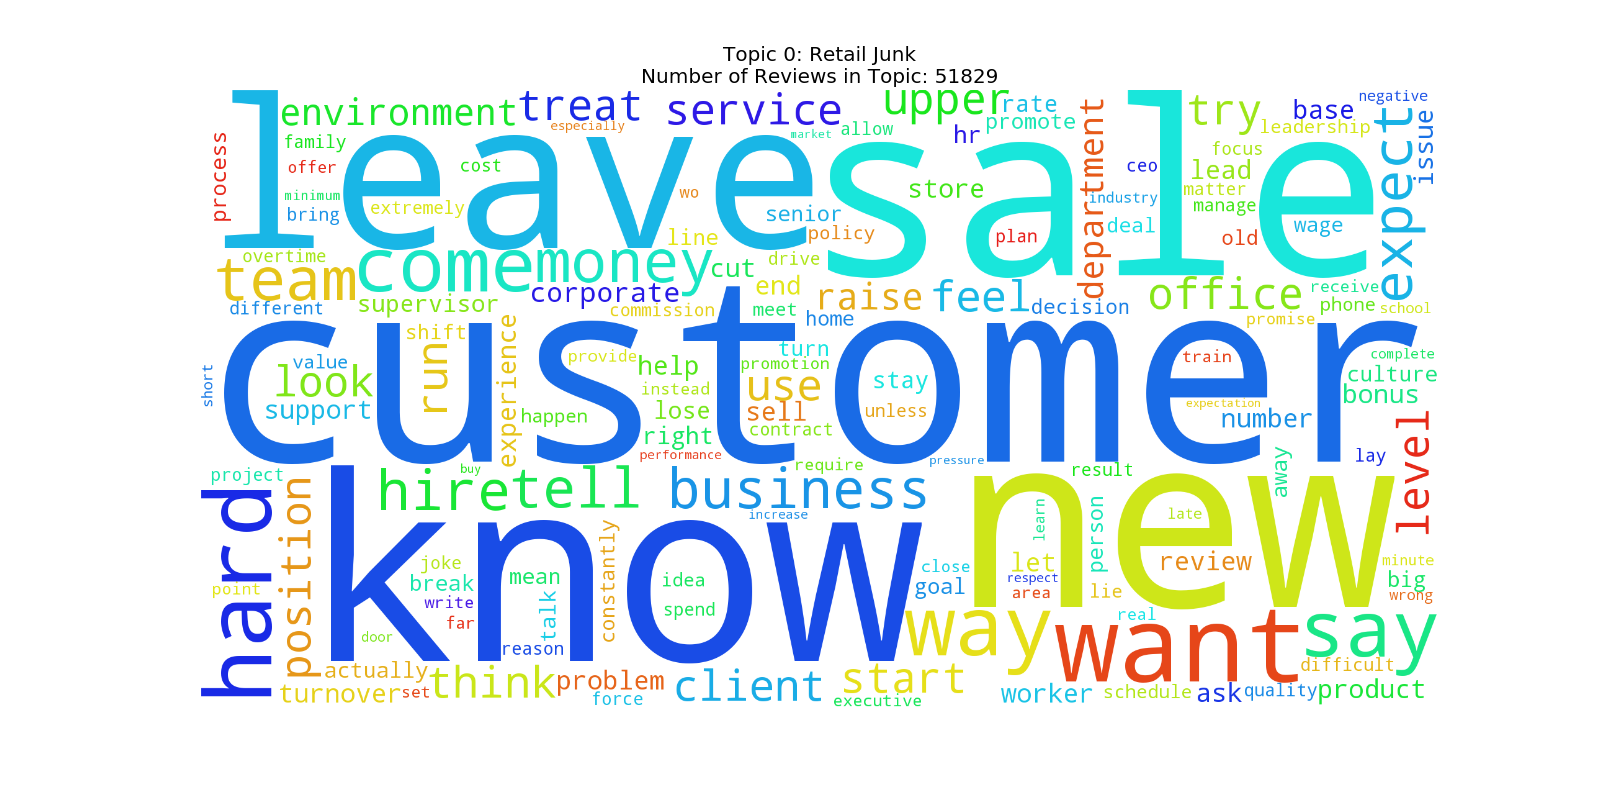 Topic 0: Retail Junk
Number of Reviews in Topic: 51829
leave
sale
customer
know
new
environment
treat
service
upper
rate
try
base
negative
especially
market
allow
hr
promote
department
leadership
expect
issue
process
family
offer
cost
ceo
lead
focus
minimum
bring
extremely
wo
store
industry
matter
manage
senior
policy
line
plan
deal
old
wage
overtime
team
come
money
cut
drive
end
supervisor
corporate
commission
meet
raise
feel
decision
office
receive
phone
school
different
home
promise
shift
run
experience
short
value
look
support
provide
help
promotion
turn
use
stay
train
complete
culture
bonus
instead
happen
lose
sell
unless
expectation
number
right
contract
performance
require
pressure
result
away
lay
level
project
buy
hire
tell
business
increase
hard
position
constantly
joke
break
mean
idea
write
spend
talk
far
point
door
reason
close
goal
learn
let
respect
area
person
lie
late
review
minute
big
wrong
real
way
want
say
difficult
actually
turnover
set
think
problem
force
client
start
executive
worker
schedule
ask
quality
product